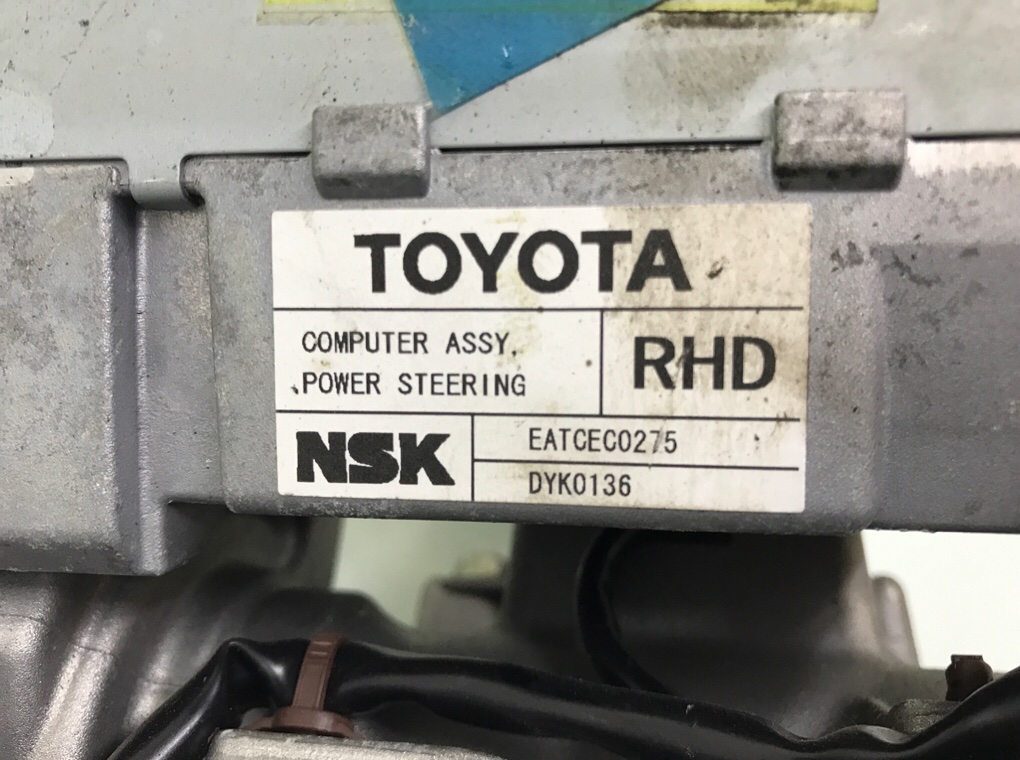 TOYOTA
COMPUTER ASSY,
POWER STEERING
RHD
NSK
EATCEC0275
DYK0136